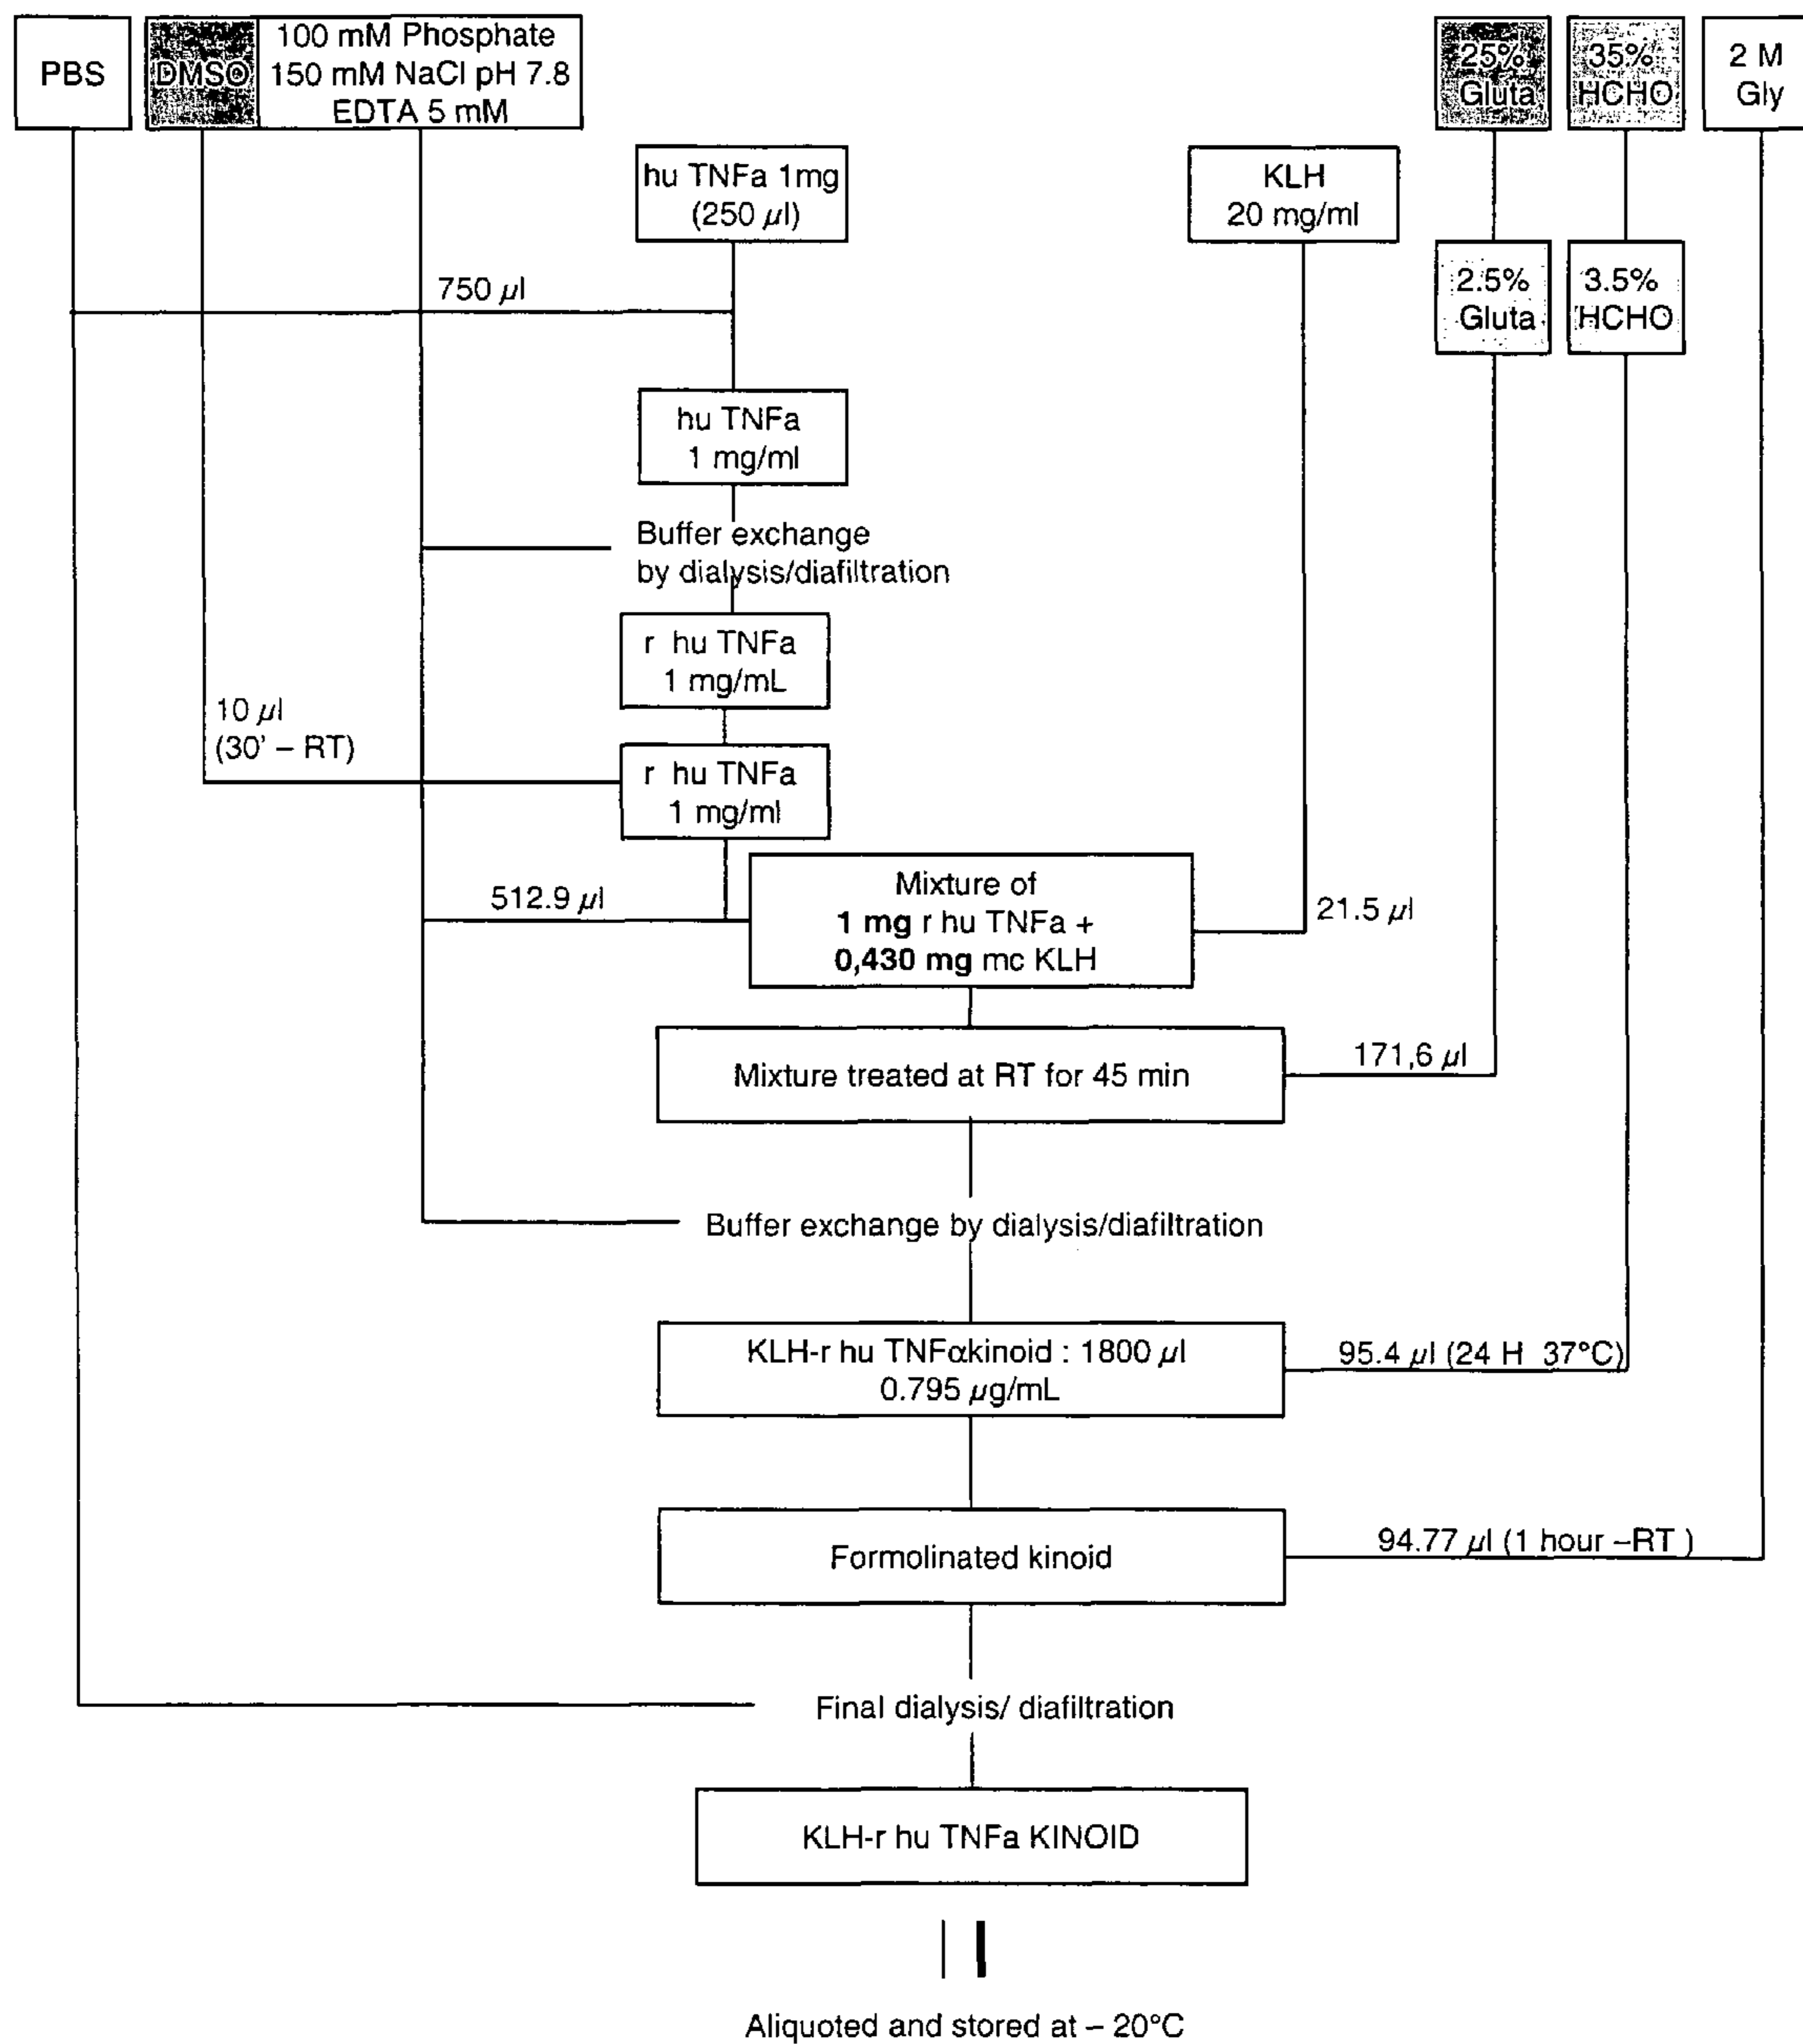 PBS
DMSO
100 mM Phosphate
150 mM NaCl pH 7.8
EDTA 5 mM
25%
Gluta
35%
HCHO
2 M
Gly
hu TNFa 1mg
(250 µl)
KLH
20 mg/ml
2.5%
Gluta
3.5%
HCHO
750 µl
hu TNFa
1 mg/ml
Buffer exchange
by dialysis/diafiltration
r hu TNFa
1 mg/mL
10 µl
(30' – RT)
r hu TNFa
1 mg/ml
512.9 µl
Mixture of
1 mg r hu TNFa +
0,430 mg mc KLH
21.5 µl
Mixture treated at RT for 45 min
171,6 µl
Buffer exchange by dialysis/diafiltration
KLH-r hu TNFαkinoid : 1800 µl
0.795 µg/mL
95.4 µl (24 H 37°C)
Formolinated kinoid
94.77 µl (1 hour –RT )
Final dialysis/ diafiltration
KLH-r hu TNFa KINOID
Aliquoted and stored at – 20°C